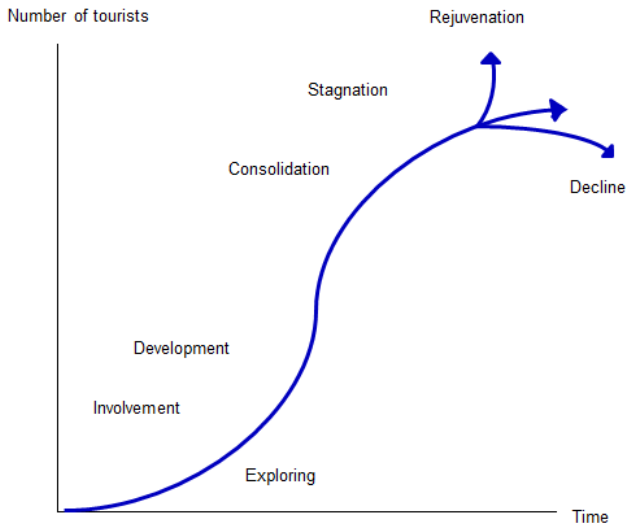 Number of tourists
Rejuvenation
Stagnation
Consolidation
Decline
Development
Involvement
Exploring
Time